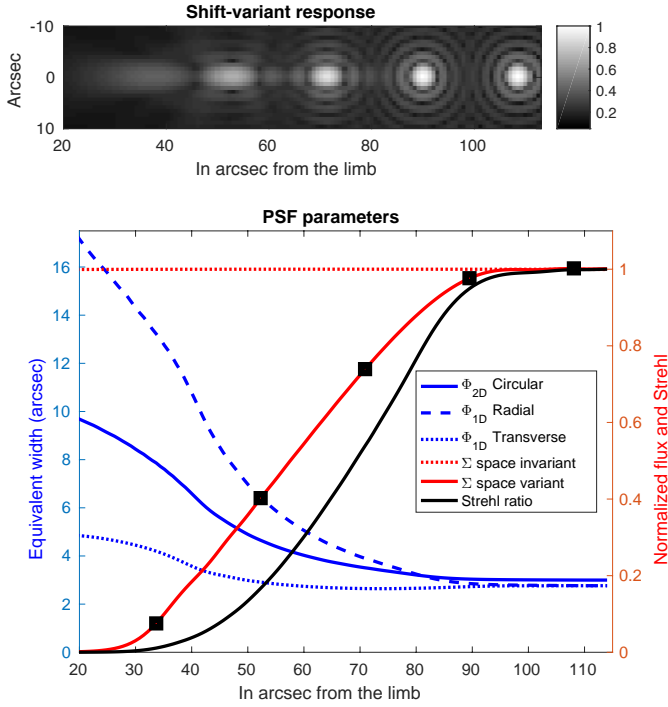 Shift-variant response
-10
0
10
Arcsec
20 40 60 80 100
In arcsec from the limb
1
0.8
0.6
0.4
0.2
PSF parameters
16
14
12
10
8
6
4
2
0
Equivalent width (arcsec)
1
0.8
0.6
0.4
0.2
0
Normalized flux and Strehl
Φ2D Circular
Φ1D Radial
Φ1D Transverse
Σ space invariant
Σ space variant
Strehl ratio
20 30 40 50 60 70 80 90 100 110
In arcsec from the limb